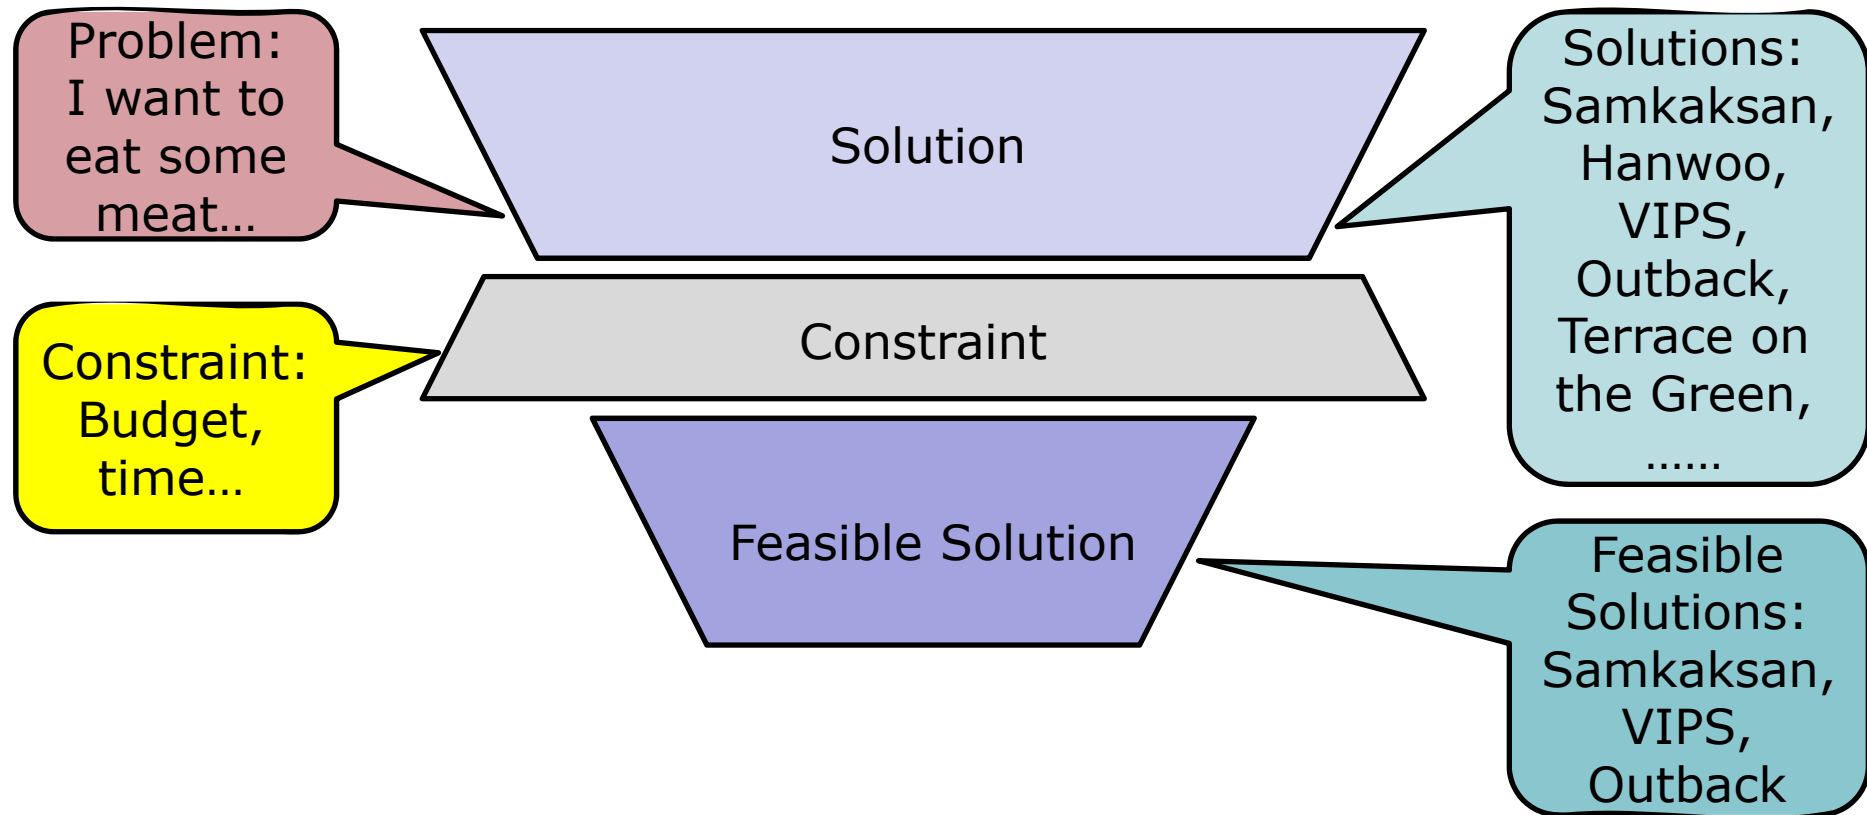 Problem:
I want to
eat some
meat…
Solution
Solutions:
Samkaksan,
Hanwoo,
VIPS,
Outback,
Terrace on
the Green,
……
Constraint:
Budget,
time…
Constraint
Feasible Solution
Feasible
Solutions:
Samkaksan,
VIPS,
Outback